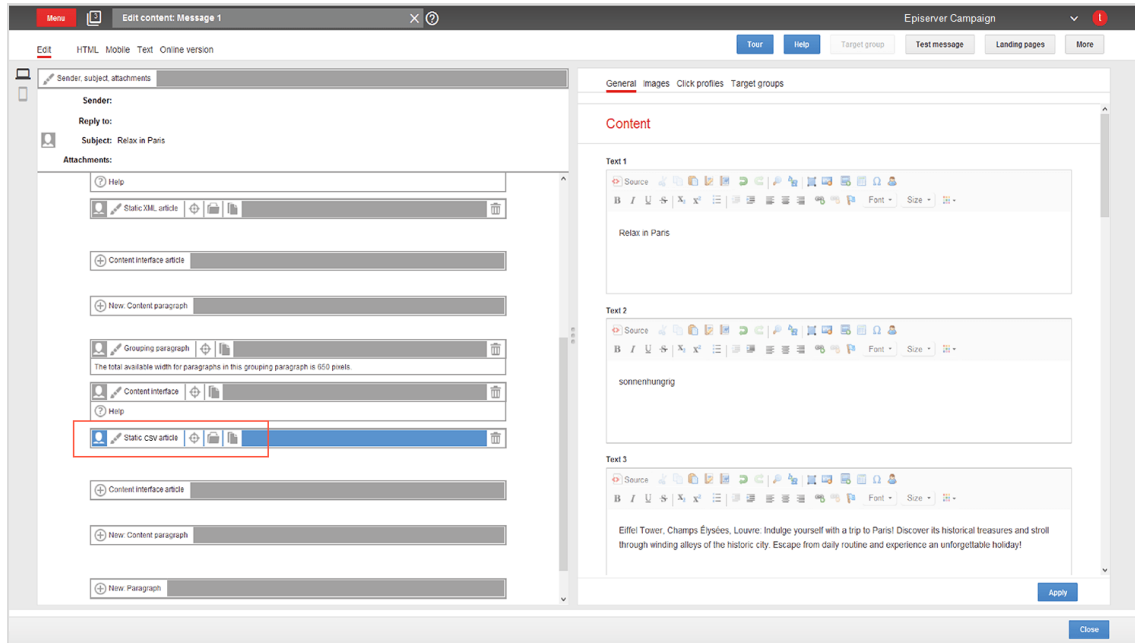 Menu
Edit content: Message 1
Episerver Campaign
Edit HTML Mobile Text Online version
Tour Help Target group Test message Landing pages More
Sender, subject, attachments
Sender:
Reply to:
Subject: Relax in Paris
Attachments:
Help
Static XML article
Content interface article
New: Content paragraph
Grouping paragraph
The total available width for paragraphs in this grouping paragraph is 650 pixels.
Content interface
Help
Static CSV article
Content interface article
New: Content paragraph
New: Paragraph
General Images Click profiles Target groups
Content
Text 1
Source
B I U S X₂ X² Font Size
Relax in Paris
Text 2
Source
B I U S X₂ X² Font Size
sonnenhungrig
Text 3
Source
B I U S X₂ X² Font Size
Eiffel Tower, Champs Élysées, Louvre: Indulge yourself with a trip to Paris! Discover its historical treasures and stroll
through winding alleys of the historic city. Escape from daily routine and experience an unforgettable holiday!
Apply
Close